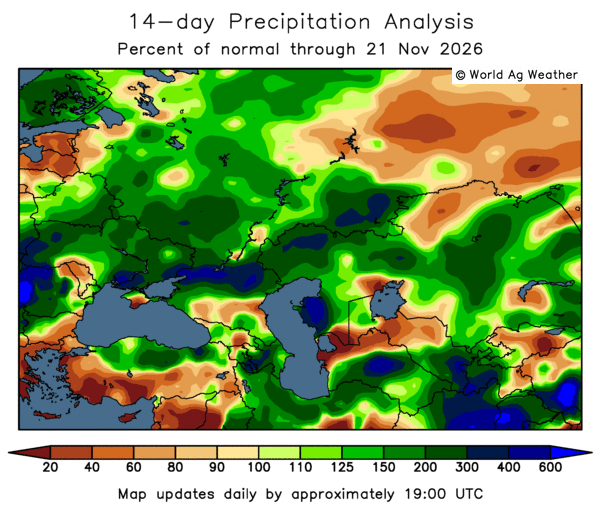 14-day Precipitation Analysis
Percent of normal through 21 Nov 2026
© World Ag Weather
20 40 60 80 90 100 110 125 150 200 300 400 600
Map updates daily by approximately 19:00 UTC